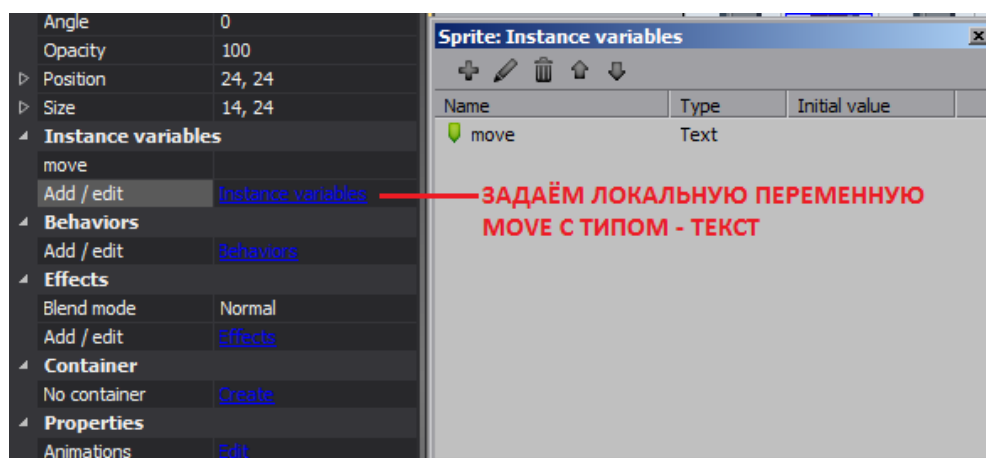 Angle 0
Opacity 100
Position 24, 24
Size 14, 24
Instance variables
move
Add / edit Instance variables
Behaviors
Add / edit Behaviors
Effects
Blend mode Normal
Add / edit Effects
Container
No container Create
Properties
Animations Edit
Sprite: Instance variables
Name Type Initial value
move Text
ЗАДАЁМ ЛОКАЛЬНУЮ ПЕРЕМЕННУЮ
MOVE С ТИПОМ - ТЕКСТ